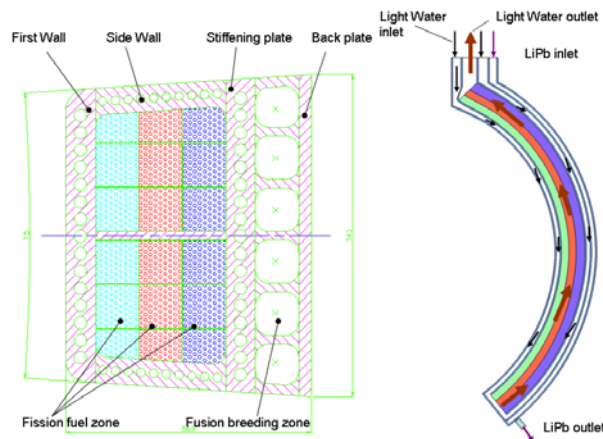 First Wall
Side Wall
Stiffening plate
Back plate
Fission fuel zone
Fusion breeding zone
Light Water
inlet
Light Water outlet
LiPb inlet
LiPb outlet